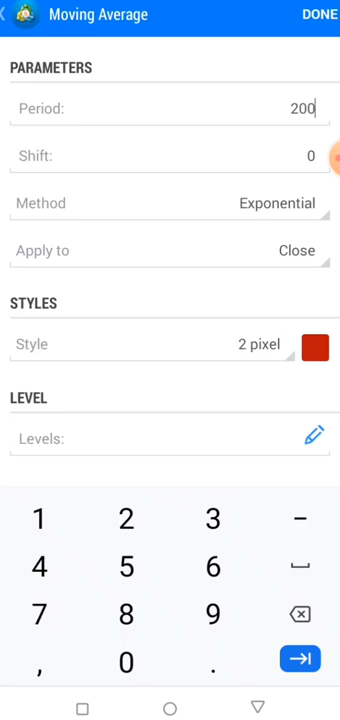 Moving Average DONE
PARAMETERS
Period: 200
Shift: 0
Method Exponential
Apply to Close
STYLES
Style 2 pixel
LEVEL
Levels:
1 2 3 -
4 5 6
7 8 9
, 0 .